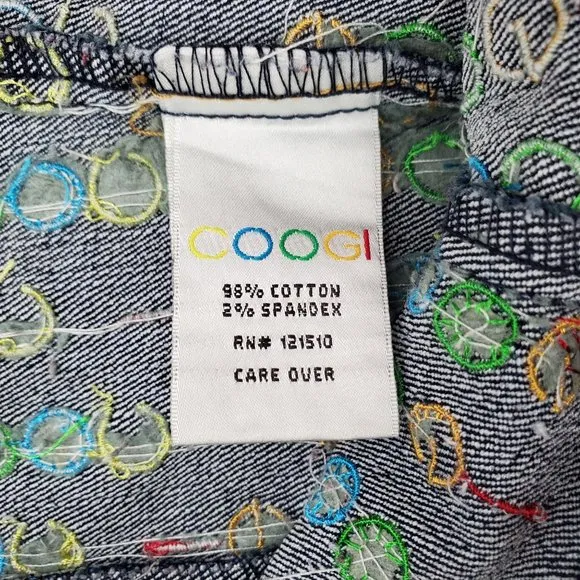 COOGI
98% COTTON
2% SPANDEX
RN# 121510
CARE OVER